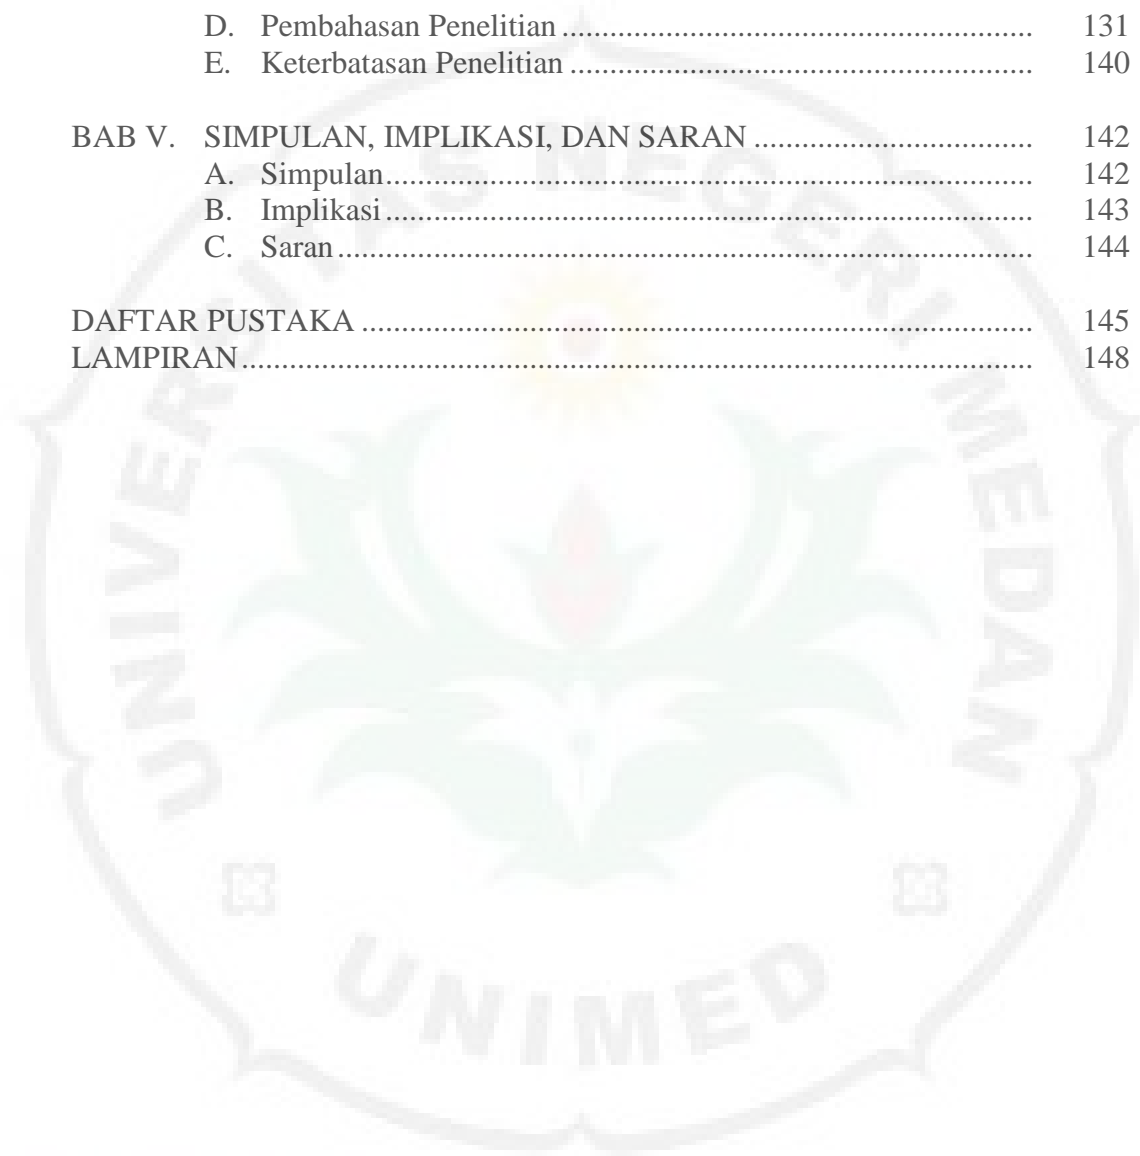 D. Pembahasan Penelitian ............................................................ 131
E. Keterbatasan Penelitian ........................................................... 140
BAB V. SIMPULAN, IMPLIKASI, DAN SARAN ................................... 142
A. Simpulan.................................................................................. 142
B. Implikasi.................................................................................. 143
C. Saran........................................................................................ 144
DAFTAR PUSTAKA .................................................................................... 145
LAMPIRAN................................................................................................... 148
UNIVERSITAS NEGERI MEDAN
UNIMED